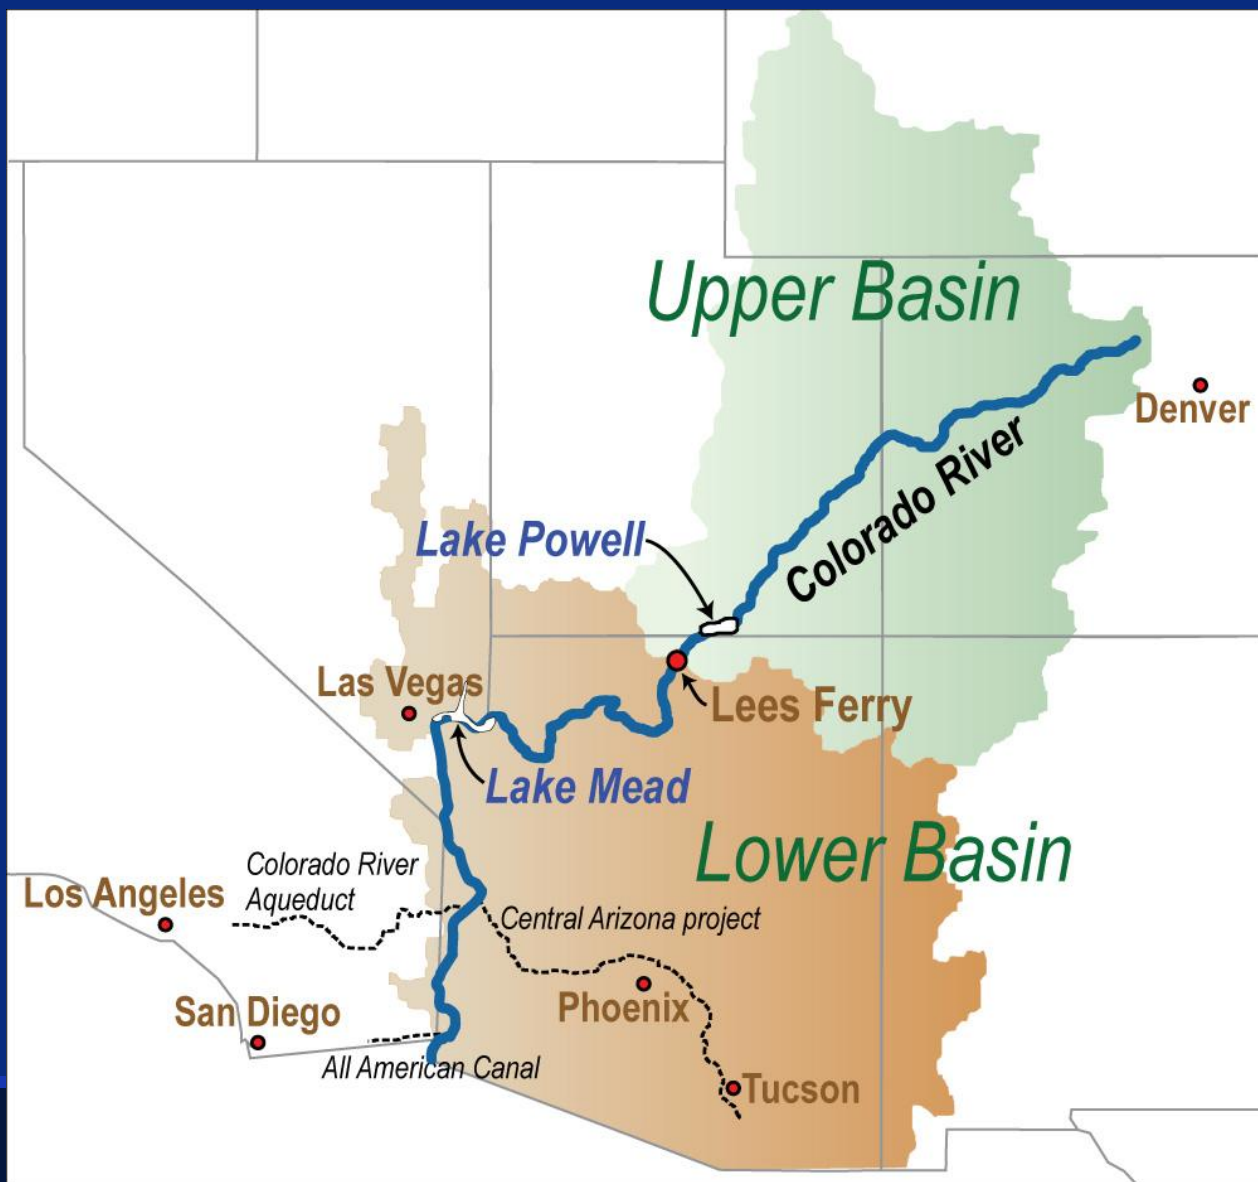 Upper Basin
Denver
Colorado River
Lake Powell
Las Vegas
Lees Ferry
Lake Mead
Lower Basin
Colorado River
Aqueduct
Los Angeles
Central Arizona project
San Diego
Phoenix
All American Canal
Tucson